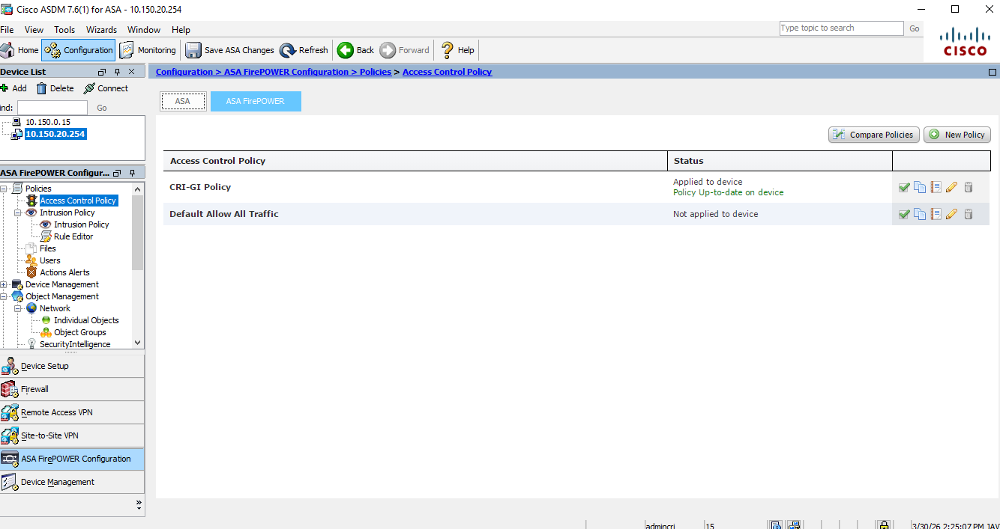 Cisco ASDM 7.6(1) for ASA - 10.150.20.254
File View Tools Wizards Window Help
Type topic to search Go
Home Configuration Monitoring Save ASA Changes Refresh Back Forward Help
CISCO
Device List
Add Delete Connect
ind: Go
10.150.0.15
10.150.20.254
ASA FirePOWER Configur...
Policies
Access Control Policy
Intrusion Policy
Intrusion Policy
Rule Editor
Files
Users
Actions Alerts
Device Management
Object Management
Network
Individual Objects
Object Groups
SecurityIntelligence
Device Setup
Firewall
Remote Access VPN
Site-to-Site VPN
ASA FirePOWER Configuration
Device Management
Configuration > ASA FirePOWER Configuration > Policies > Access Control Policy
ASA ASA FirePOWER
Compare Policies New Policy
Access Control Policy Status
CRI-GI Policy Applied to device
Policy Up-to-date on device
Default Allow All Traffic Not applied to device
admincri 15 3/30/26 2:25:07 PM JAV